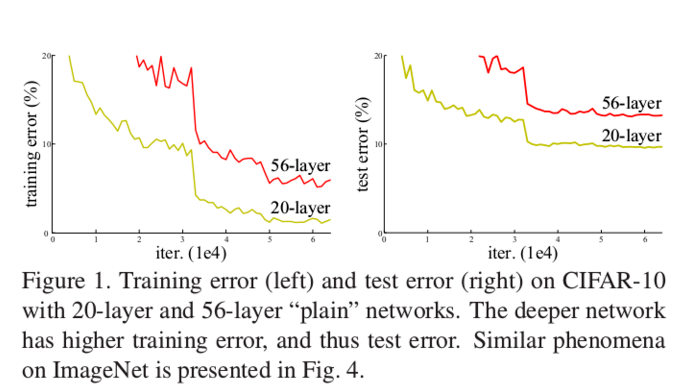 training error (%)
20
10
0
0 1 2 3 4 5 6
iter. (1e4)
56-layer
20-layer
test error (%)
20
10
0
0 1 2 3 4 5 6
iter. (1e4)
56-layer
20-layer
Figure 1. Training error (left) and test error (right) on CIFAR-10
with 20-layer and 56-layer “plain” networks. The deeper network
has higher training error, and thus test error. Similar phenomena
on ImageNet is presented in Fig. 4.